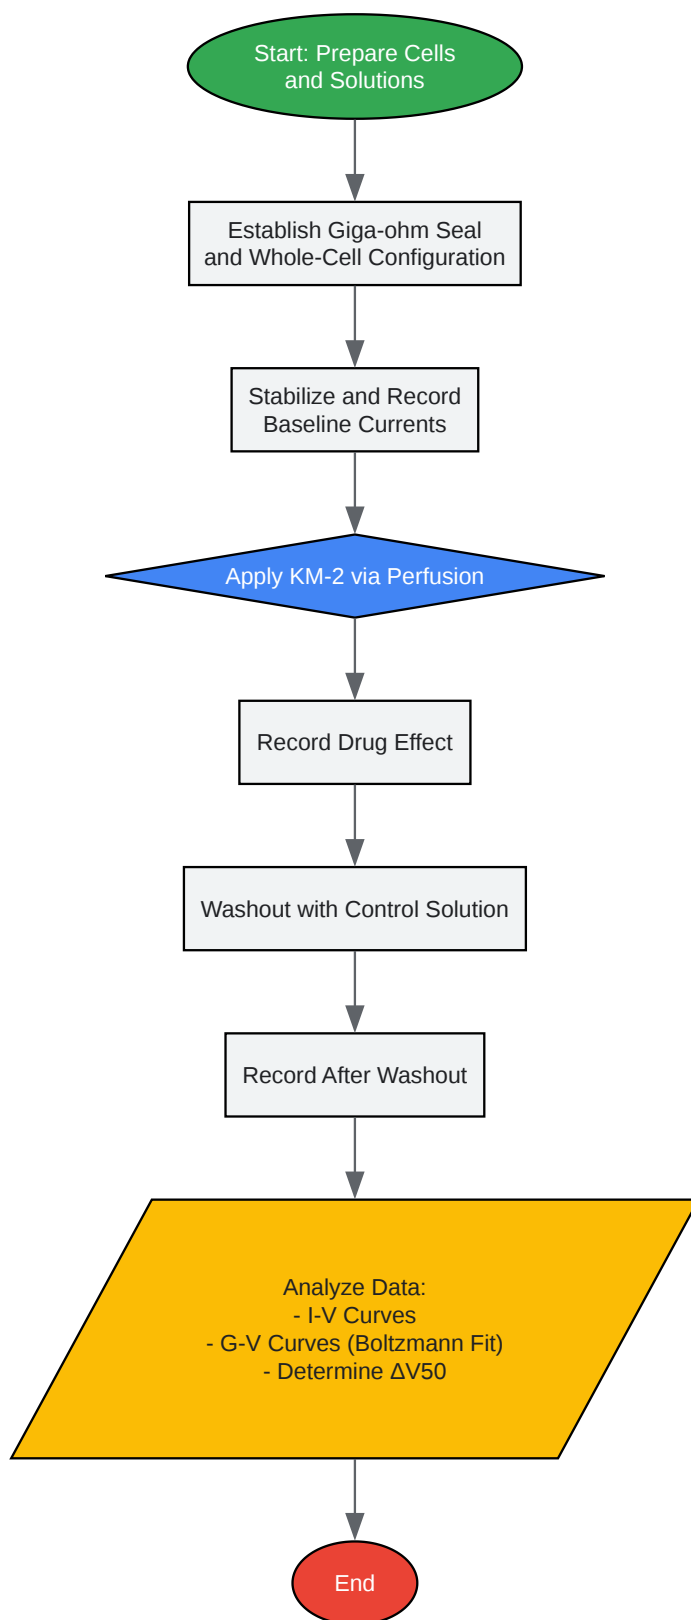 Start: Prepare Cells
and Solutions
Establish Giga-ohm Seal
and Whole-Cell Configuration
Stabilize and Record
Baseline Currents
Apply KM-2 via Perfusion
Record Drug Effect
Washout with Control Solution
Record After Washout
Analyze Data:
- I-V Curves
- G-V Curves (Boltzmann Fit)
- Determine ΔV50
End